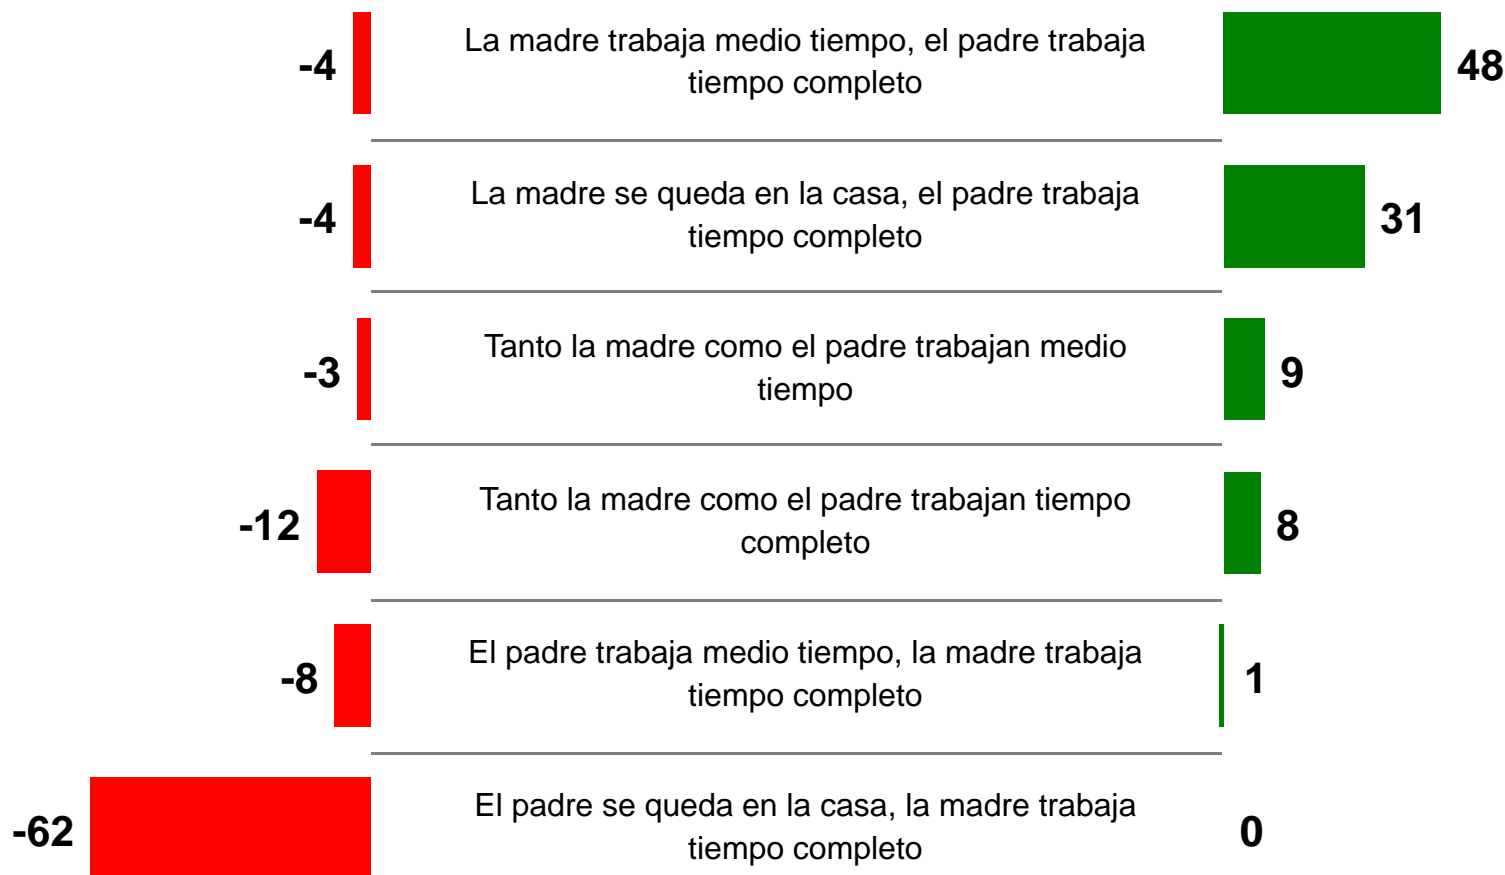 La madre trabaja medio tiempo, el padre trabaja
tiempo completo
-4
48
La madre se queda en la casa, el padre trabaja
tiempo completo
-4
31
Tanto la madre como el padre trabajan medio
tiempo
-3
9
Tanto la madre como el padre trabajan tiempo
completo
-12
8
El padre trabaja medio tiempo, la madre trabaja
tiempo completo
-8
1
El padre se queda en la casa, la madre trabaja
tiempo completo
-62
0